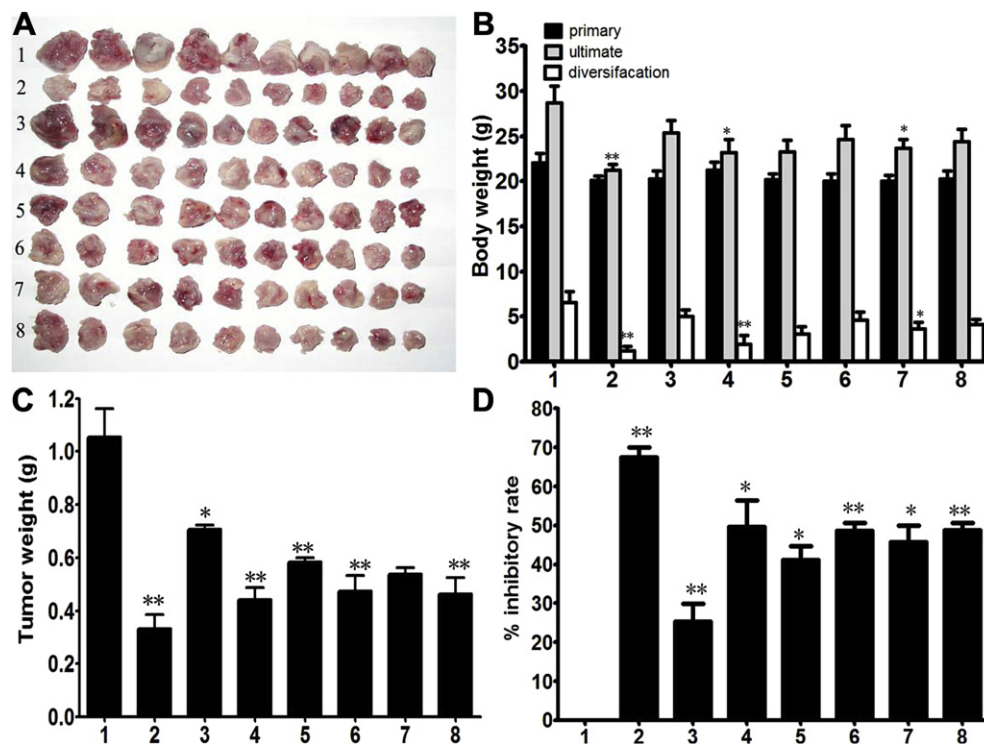 A
1
2
3
4
5
6
7
8
B
primary
ultimate
diversifacation
Body weight (g)
35
30
25
20
15
10
5
0
** ** * ** * *
1 2 3 4 5 6 7 8
C
Tumor weight (g)
1.2
1.0
0.8
0.6
0.4
0.2
0.0
** * ** ** ** **
1 2 3 4 5 6 7 8
D
% inhibitory rate
80
70
60
50
40
30
20
10
0
** ** * * ** * **
1 2 3 4 5 6 7 8